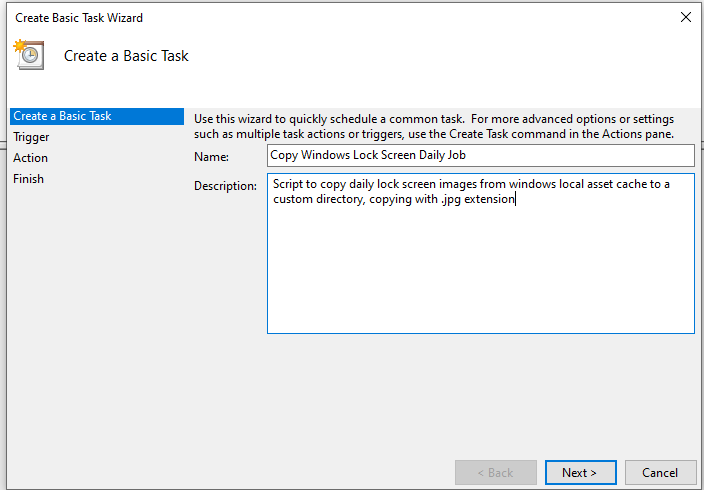 Create Basic Task Wizard
Create a Basic Task
Create a Basic Task
Trigger
Action
Finish
Use this wizard to quickly schedule a common task.  For more advanced options or settings
such as multiple task actions or triggers, use the Create Task command in the Actions pane.
Name: Copy Windows Lock Screen Daily Job
Description: Script to copy daily lock screen images from windows local asset cache to a
custom directory, copying with .jpg extension
< Back Next > Cancel